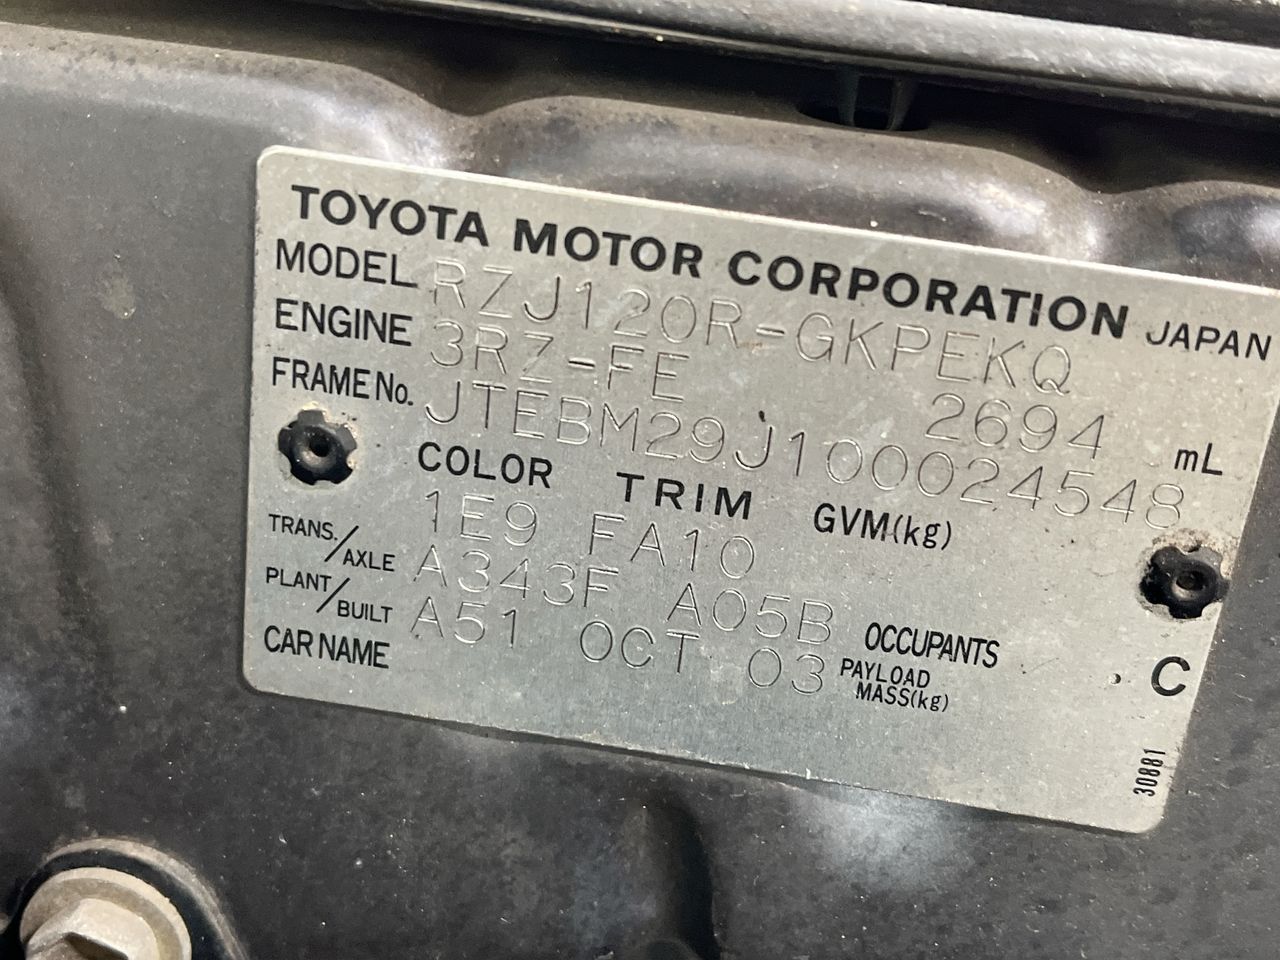 TOYOTA MOTOR CORPORATION JAPAN
MODEL RZJ120R-GKPEKQ
ENGINE 3RZ-FE 2694 mL
FRAME No. JTEBM29J100024548
COLOR TRIM GVM(kg)
1E9 FA10
TRANS./AXLE A343F A05B OCCUPANTS
PLANT/BUILT A51 OCT 03 PAYLOAD MASS(kg)
CAR NAME C
30881